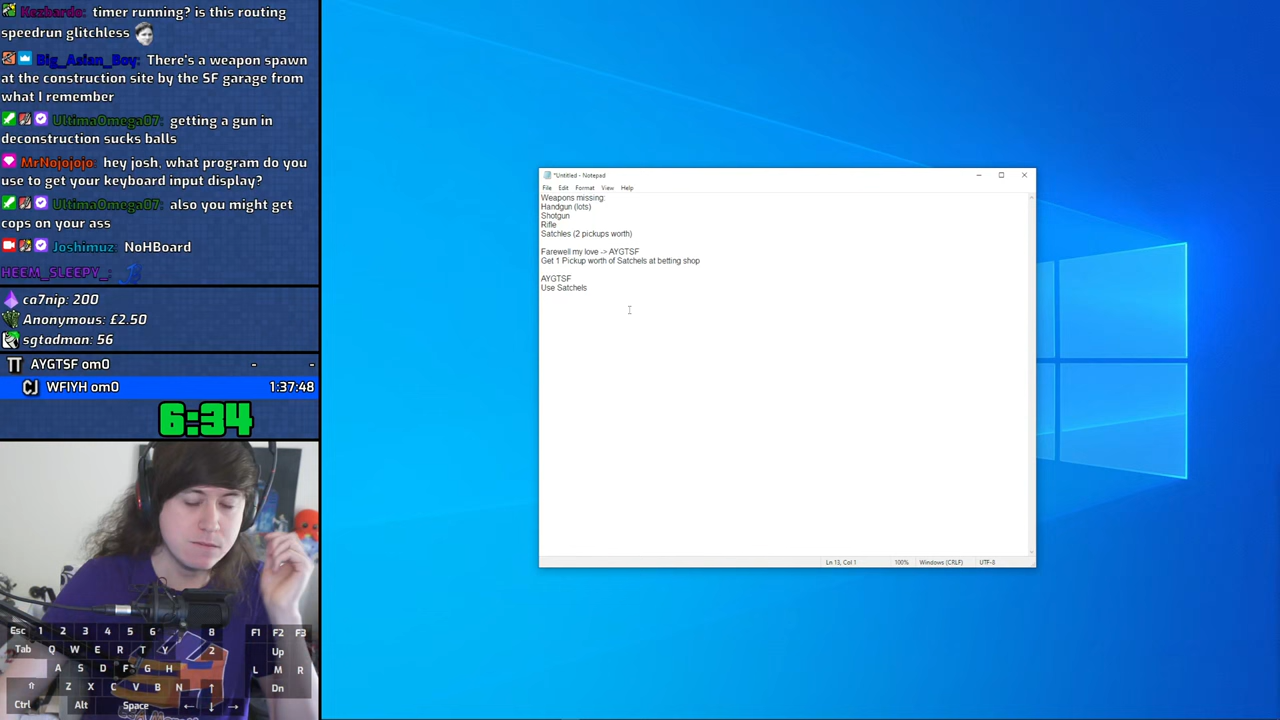 Kezbardo: timer running? is this routing
speedrun glitchless
Big_Asian_Boy: There's a weapon spawn
at the construction site by the SF garage from
what I remember
UltimaOmega07: getting a gun in
deconstruction sucks balls
MrNojojojo: hey josh, what program do you
use to get your keyboard input display?
UltimaOmega07: also you might get
cops on your ass
Joshimuz: NoHBoard
HEEM_SLEEPY_:
ca7nip: 200
Anonymous: £2.50
sgtadman: 56
AYGTSF om0 - -
CJ WFIYH om0 1:37:48
6:34
*Untitled - Notepad
File Edit Format View Help
Weapons missing:
Handgun (lots)
Shotgun
Rifle
Satchles (2 pickups worth)
Farewell my love -> AYGTSF
Get 1 Pickup worth of Satchels at betting shop
AYGTSF
Use Satchels
Ln 13, Col 1 100% Windows (CRLF) UTF-8
Esc 1 2 3 4 5 6 8 F1 F2 F3
Tab Q W E R T Y 2 Up
A S D F G H L M R
Z X C V B N Dn
Ctrl Alt Space